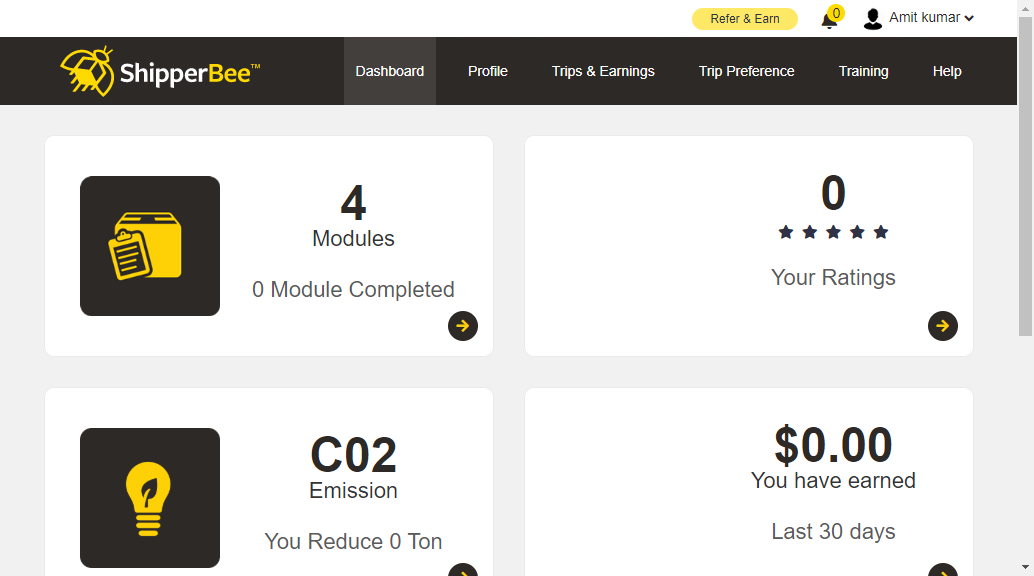 Refer & Earn
0
Amit kumar
ShipperBee™
Dashboard
Profile
Trips & Earnings
Trip Preference
Training
Help
4
Modules
0 Module Completed
0
Your Ratings
C02
Emission
You Reduce 0 Ton
$0.00
You have earned
Last 30 days